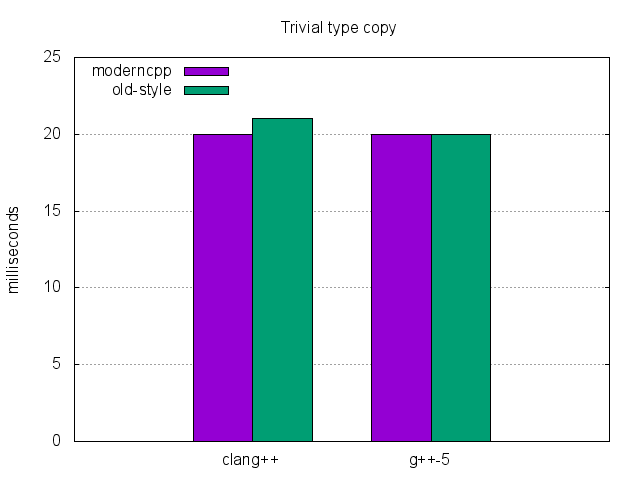 Trivial type copy
moderncpp
old-style
25
20
15
10
5
0
milliseconds
clang++
g++-5